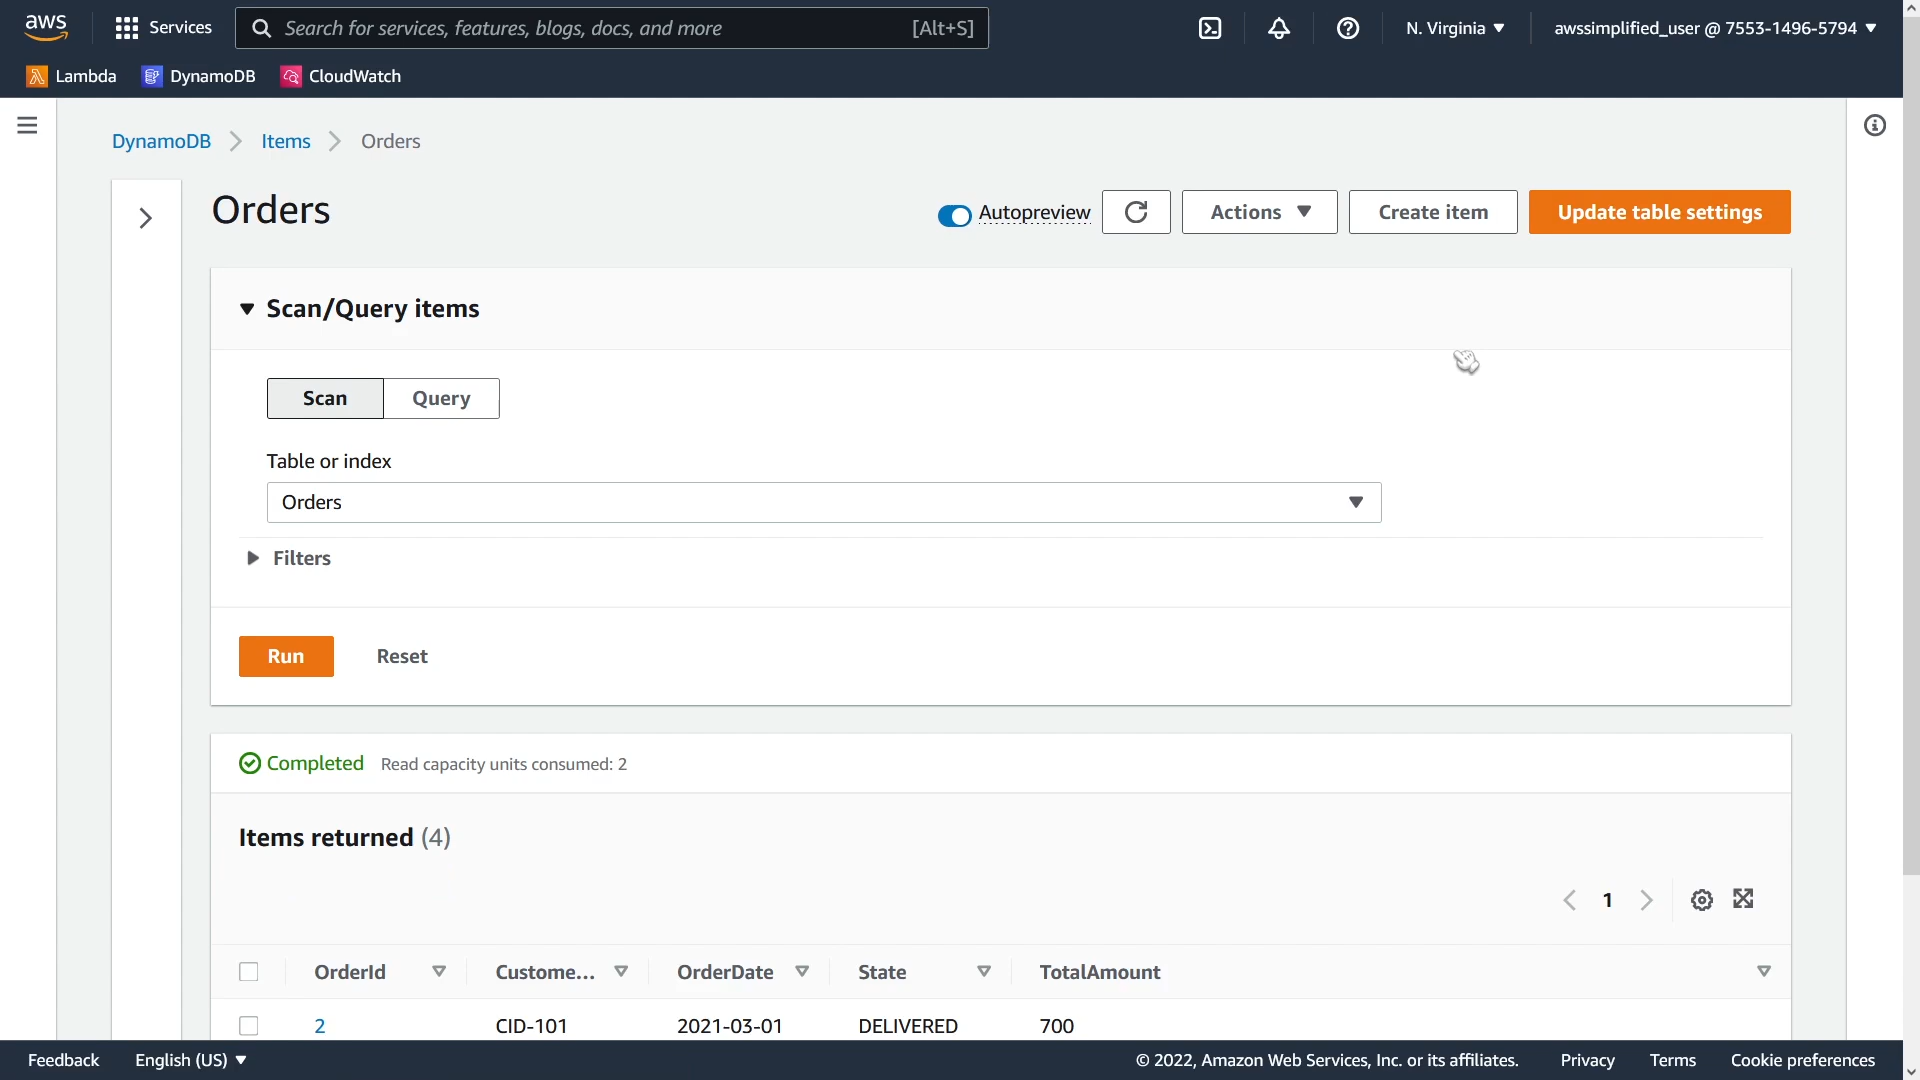 aws Services Search for services, features, blogs, docs, and more [Alt+S] N. Virginia awssimplified_user @ 7553-1496-5794
Lambda DynamoDB CloudWatch
DynamoDB Items Orders
Orders Autopreview Actions Create item Update table settings
Scan/Query items
Scan Query
Table or index
Orders
Filters
Run Reset
Completed Read capacity units consumed: 2
Items returned (4)
1
OrderId Custome... OrderDate State TotalAmount
2 CID-101 2021-03-01 DELIVERED 700
Feedback English (US) © 2022, Amazon Web Services, Inc. or its affiliates. Privacy Terms Cookie preferences